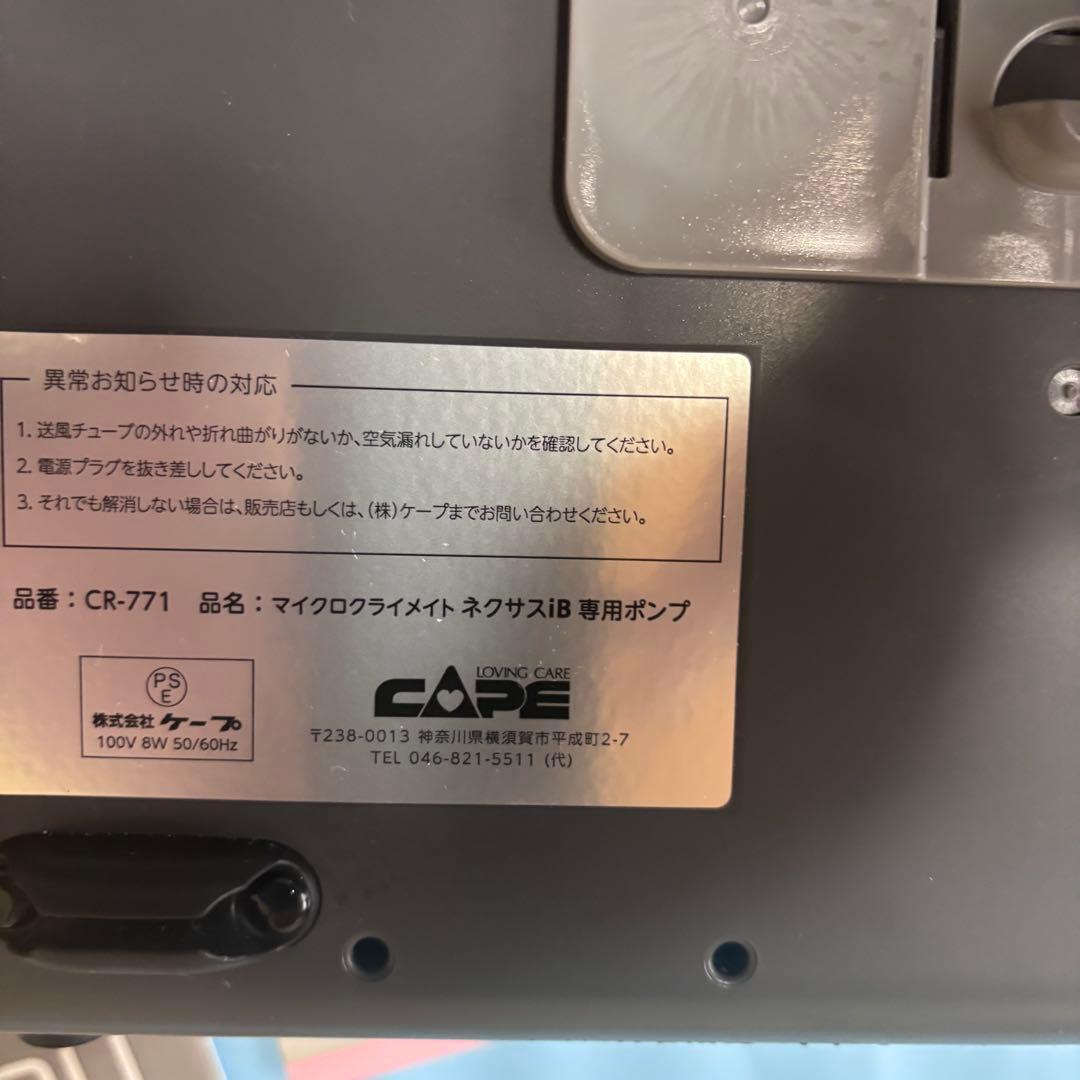 異常お知らせ時の対応
1. 送風チューブの外れや折れ曲がりがないか、空気漏れしていないかを確認してください。
2. 電源プラグを抜き差ししてください。
3. それでも解消しない場合は、販売店もしくは、(株)ケープまでお問い合わせください。
品番：CR-771 品名：マイクロクライメイト ネクサスiB 専用ポンプ
PSE
株式会社ケープ
100V 8W 50/60Hz
LOVING CARE
CAPE
〒238-0013 神奈川県横須賀市平成町2-7
TEL 046-821-5511 (代)